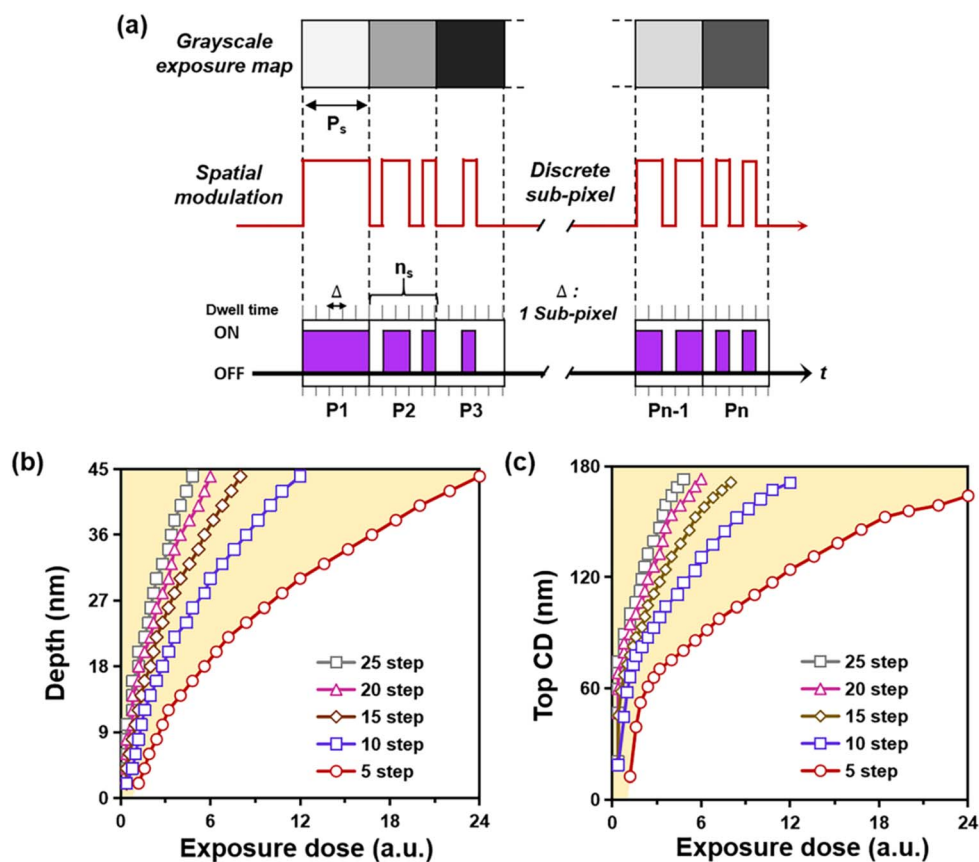 (a)
Grayscale
exposure map
Pₛ
Spatial
modulation
Discrete
sub-pixel
nₛ
Δ
Δ :
1 Sub-pixel
Dwell time
ON
OFF
t
P1 P2 P3 Pn-1 Pn
(b)
Depth (nm)
45
36
27
18
9
0
25 step
20 step
15 step
10 step
5 step
0 6 12 18 24
Exposure dose (a.u.)
(c)
Top CD (nm)
180
120
60
0
25 step
20 step
15 step
10 step
5 step
0 6 12 18 24
Exposure dose (a.u.)